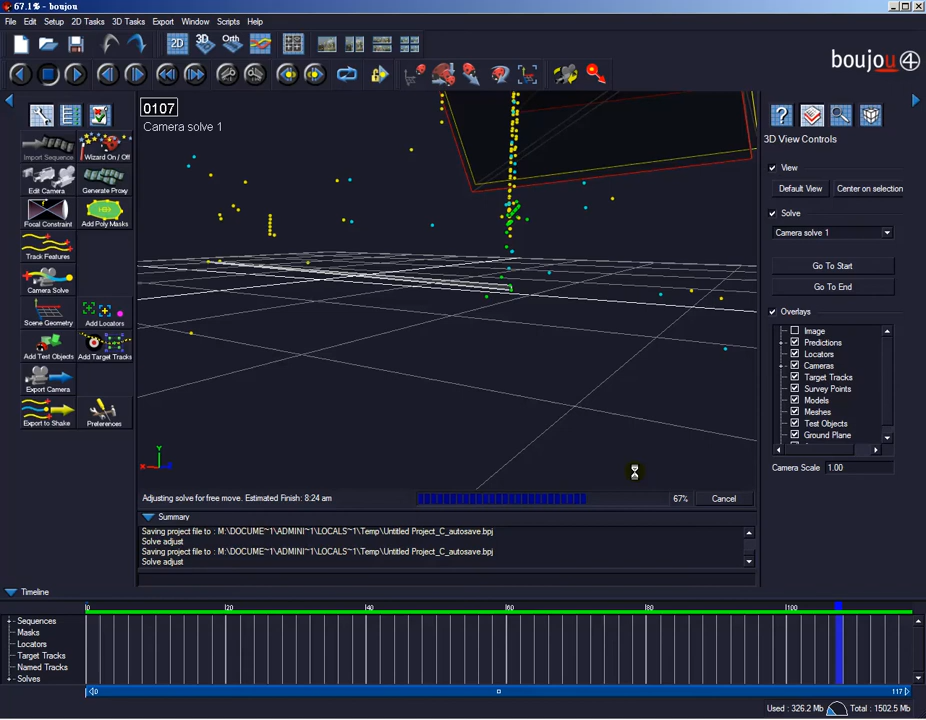 67.1% - boujou
File Edit Setup 2D Tasks 3D Tasks Export Window Scripts Help
2D 3D Orth
boujou 4
0107
Camera solve 1
Import Sequence Wizard On / Off
Edit Camera Generate Proxy
Focal Constraint Add Poly Masks
Track Features
Camera Solve
Scene Geometry Add Locators
Add Test Objects Add Target Tracks
Export Camera
Export to Shake Preferences
3D View Controls
View
Default View Center on selection
Solve
Camera solve 1
Go To Start
Go To End
Overlays
Image
Predictions
Locators
Cameras
Target Tracks
Survey Points
Models
Meshes
Test Objects
Ground Plane
Camera Scale 1.00
Y
X
Adjusting solve for free move. Estimated Finish: 8:24 am 67% Cancel
Summary
Saving project file to : M:\DOCUME~1\ADMINI~1\LOCALS~1\Temp\Untitled Project_C_autosave.bpj
Solve adjust
Saving project file to : M:\DOCUME~1\ADMINI~1\LOCALS~1\Temp\Untitled Project_C_autosave.bpj
Solve adjust
Timeline
0 20 40 60 80 100
Sequences
Masks
Locators
Target Tracks
Named Tracks
Solves
0 117
Used : 326.2 Mb Total : 1502.5 Mb